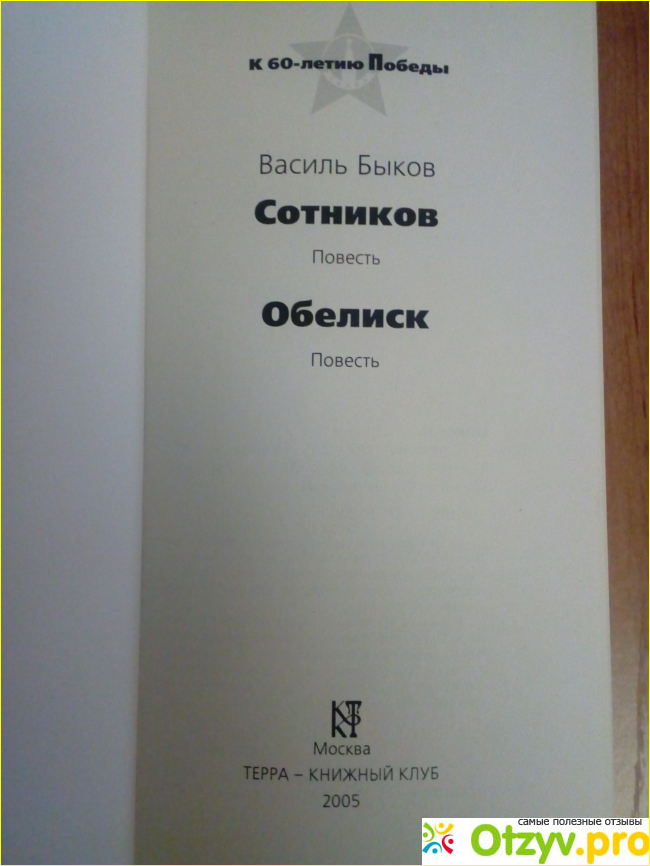 К 60-летию Победы
Василь Быков
Сотников
Повесть
Обелиск
Повесть
Москва
ТЕРРА – КНИЖНЫЙ КЛУБ
2005
самые полезные отзывы
Otzyv.pro